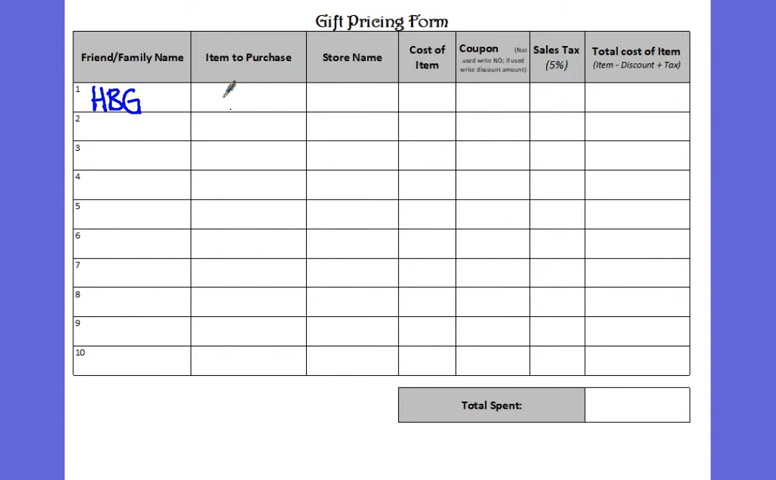 Gift Pricing Form
Friend/Family Name Item to Purchase Store Name Cost of Item Coupon (Not used write NO; if used write discount amount) Sales Tax (5%) Total cost of Item (Item - Discount + Tax)
1 HBG
2
3
4
5
6
7
8
9
10
Total Spent: